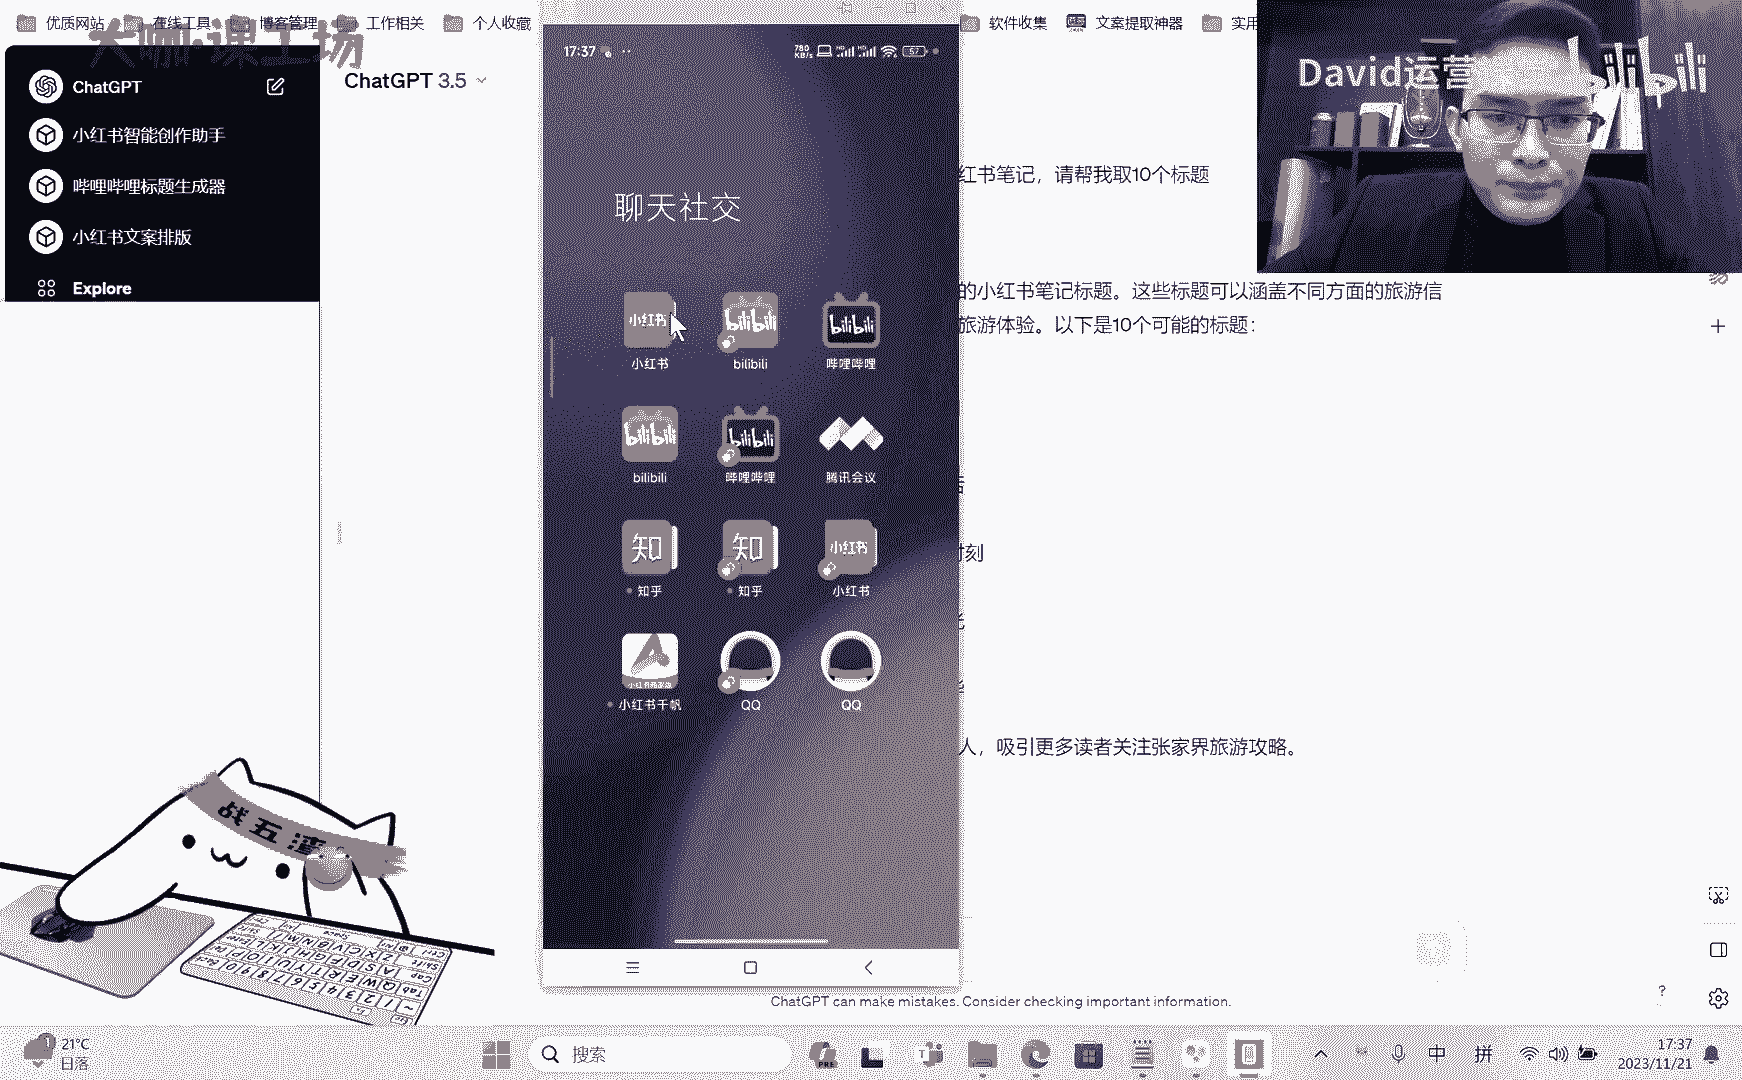 优质网站
在线工具
博客管理
工作相关
个人收藏
软件收集
文案提取神器
实用
大咖·课工场
David运营
bilibili
ChatGPT
小红书智能创作助手
哔哩哔哩标题生成器
小红书文案排版
Explore
ChatGPT 3.5
17:37
780 KB/s
57
聊天社交
小红书
小红书
bilibili
bilibili
bilibili
哔哩哔哩
bilibili
bilibili
bilibili
哔哩哔哩
腾讯会议
知
知乎
知
知乎
小红书
小红书
小红书千帆
QQ
QQ
红书笔记，请帮我取10个标题
的小红书笔记标题。这些标题可以涵盖不同方面的旅游信
旅游体验。以下是10个可能的标题：
时刻
人，吸引更多读者关注张家界旅游攻略。
战五渣
ChatGPT can make mistakes. Consider checking important information.
?
21°C
日落
搜索
PRE
中
拼
17:37
2023/11/21